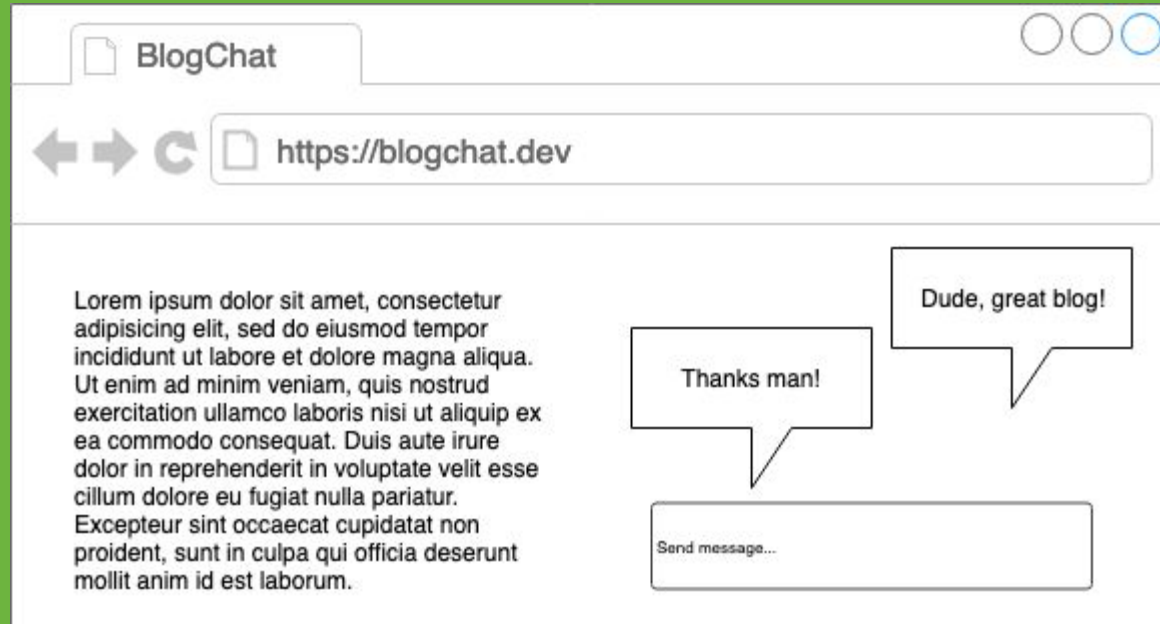 BlogChat
https://blogchat.dev
Lorem ipsum dolor sit amet, consectetur
adipisicing elit, sed do eiusmod tempor
incididunt ut labore et dolore magna aliqua.
Ut enim ad minim veniam, quis nostrud
exercitation ullamco laboris nisi ut aliquip ex
ea commodo consequat. Duis aute irure
dolor in reprehenderit in voluptate velit esse
cillum dolore eu fugiat nulla pariatur.
Excepteur sint occaecat cupidatat non
proident, sunt in culpa qui officia deserunt
mollit anim id est laborum.
Dude, great blog!
Thanks man!
Send message...